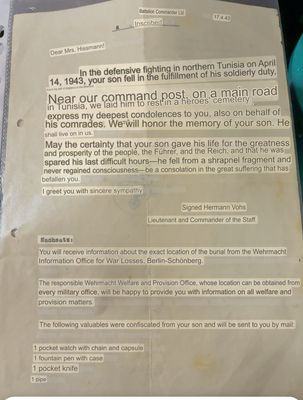 Battalion Commander LII
17.4.43
Inscribed
Dear Mrs. Hissmann!
In the defensive fighting in northern Tunisia on April
14, 1943, your son fell in the fulfillment of his soldierly duty.
Near our command post, on a main road
in Tunisia, we laid him to rest in a heroes' cemetery
express my deepest condolences to you, also on behalf of
his comrades. We will honor the memory of your son. He
shall live on in us.
May the certainty that your son gave his life for the greatness
and prosperity of the people, the Führer, and the Reich, and that he was
spared his last difficult hours—he fell from a shrapnel fragment and
never regained consciousness—be a consolation in the great suffering that has
befallen you.
I greet you with sincere sympathy
Signed Hermann Vohs
Lieutenant and Commander of the Staff
Nachsatz:
You will receive information about the exact location of the burial from the Wehrmacht
Information Office for War Losses, Berlin-Schönberg.
The responsible Wehrmacht Welfare and Provision Office, whose location can be obtained from
every military office, will be happy to provide you with information on all welfare and
provision matters.
The following valuables were confiscated from your son and will be sent to you by mail:
1 pocket watch with chain and capsule
1 fountain pen with case
1 pocket knife
1 pipe